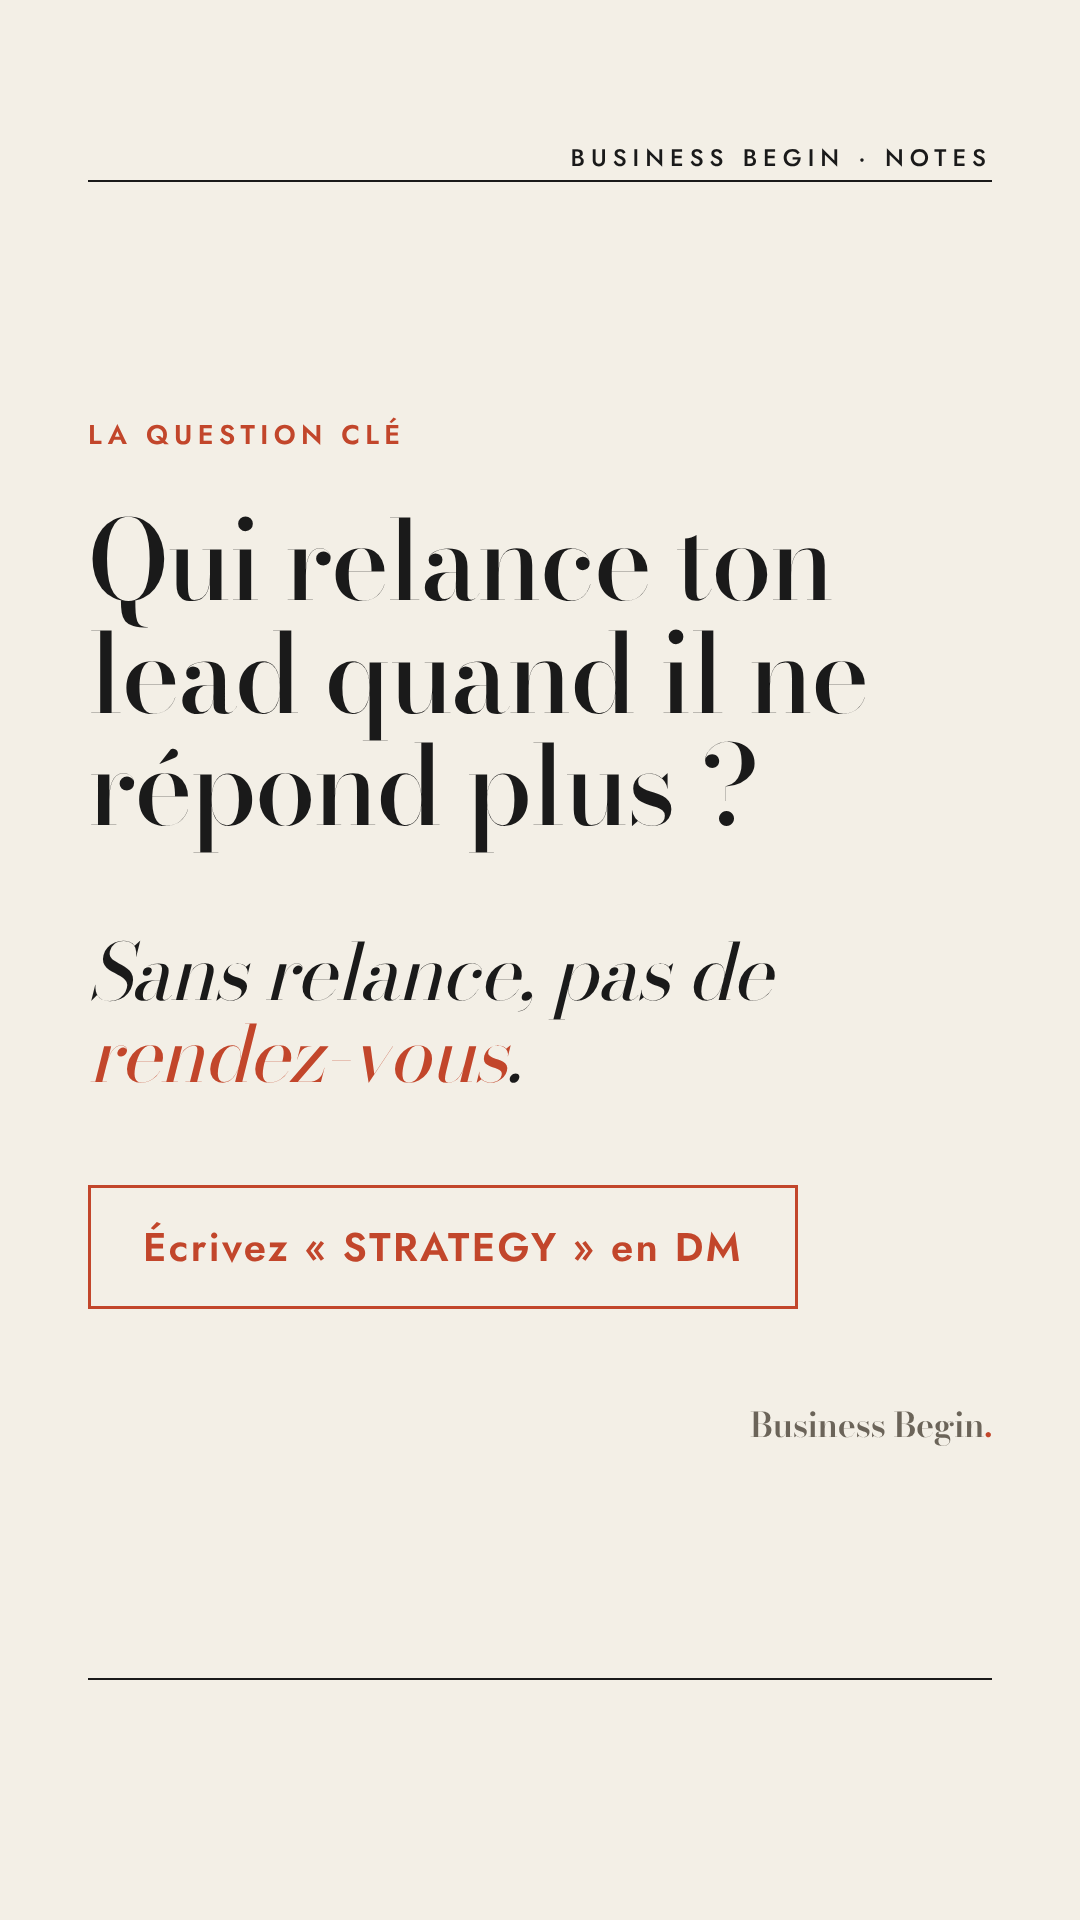 BUSINESS BEGIN · NOTES
LA QUESTION CLÉ
Qui relance ton
lead quand il ne
répond plus ?
Sans relance, pas de
rendez-vous.
Écrivez « STRATEGY » en DM
Business Begin.